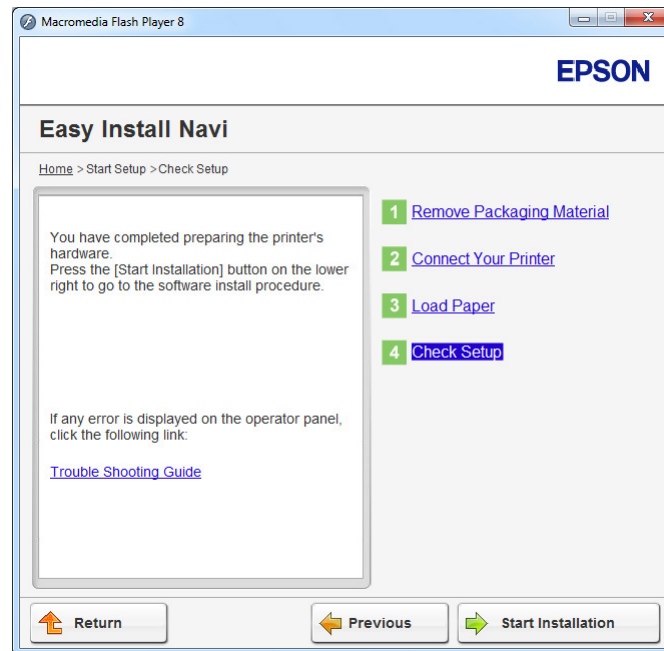 Macromedia Flash Player 8
EPSON
Easy Install Navi
Home > Start Setup >Check Setup
You have completed preparing the printer's
hardware.
Press the [Start Installation] button on the lower
right to go to the software install procedure.
If any error is displayed on the operator panel,
click the following link:
Trouble Shooting Guide
1 Remove Packaging Material
2 Connect Your Printer
3 Load Paper
4 Check Setup
Return
Previous
Start Installation